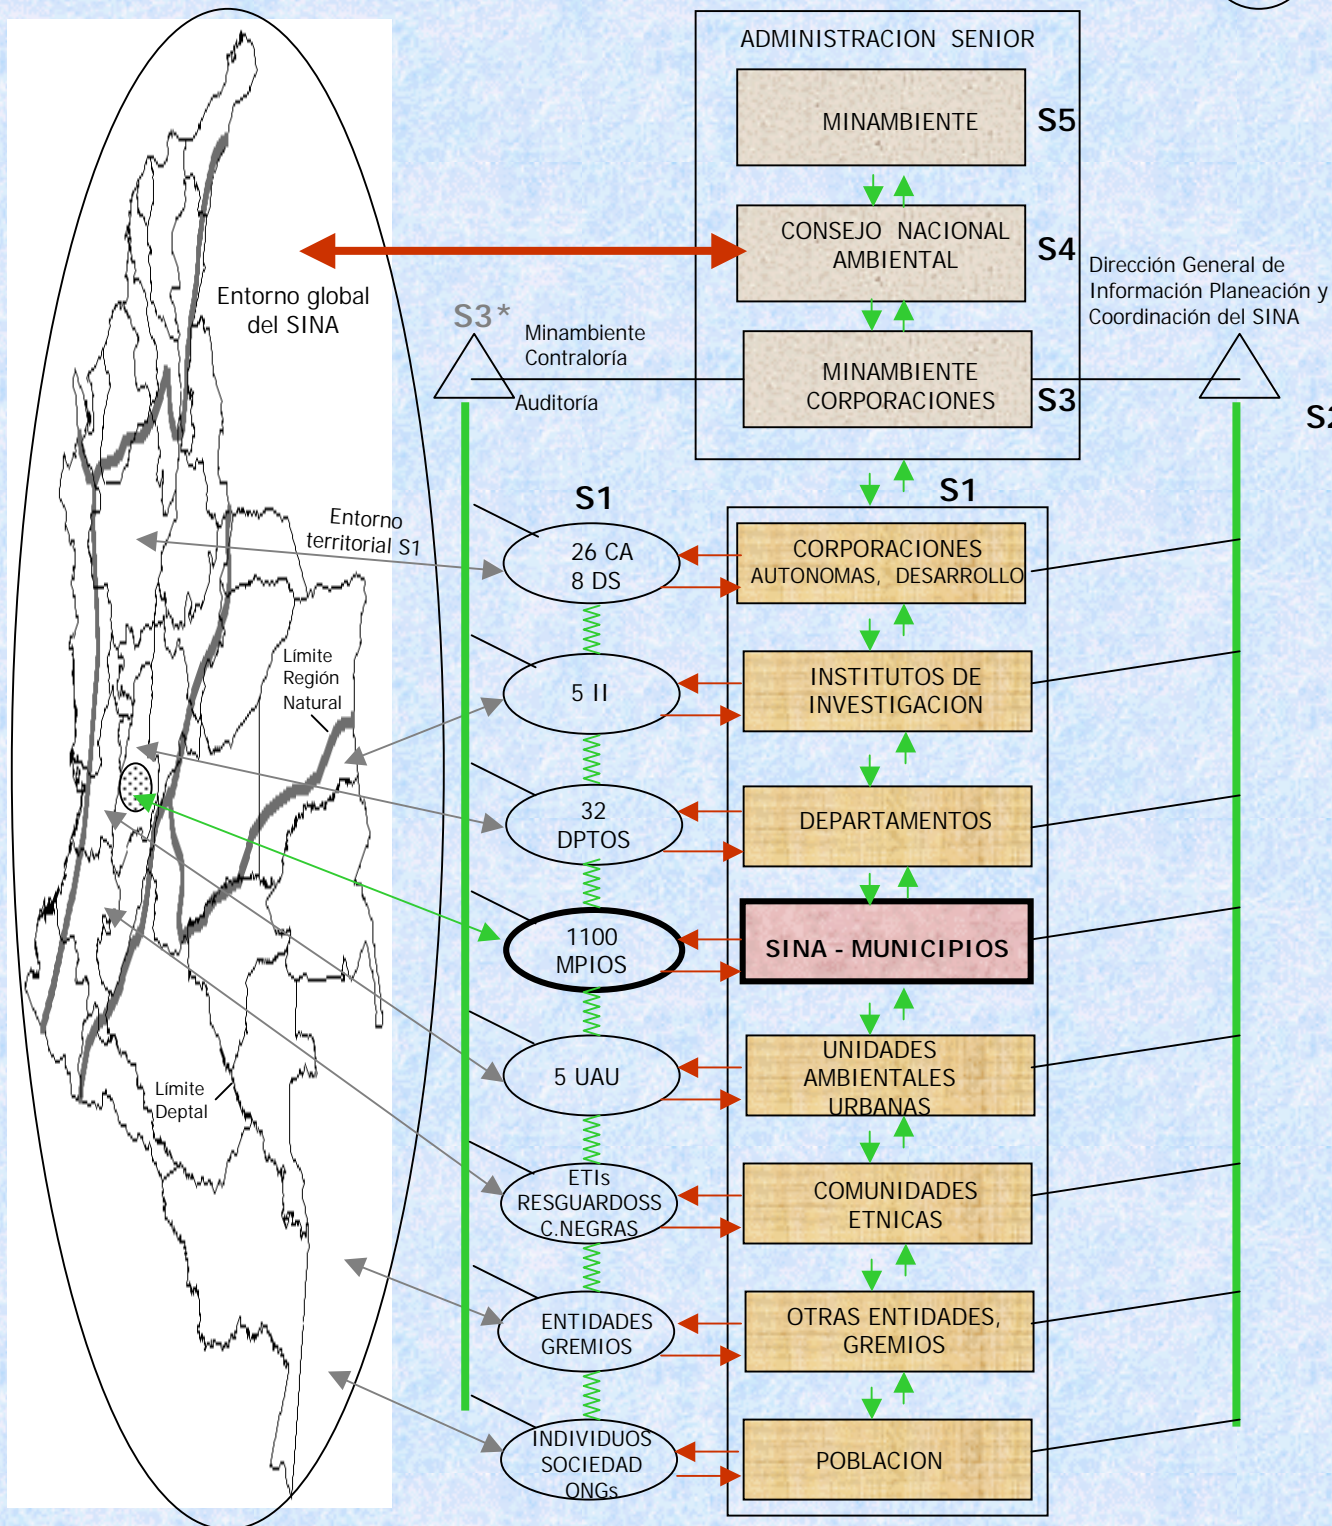 ADMINISTRACION SENIOR
MINAMBIENTE
S5
CONSEJO NACIONAL
AMBIENTAL
S4
Dirección General de
Información Planeación y
Coordinación del SINA
Entorno global
del SINA
S3*
Minambiente
Contraloría
Auditoría
MINAMBIENTE
CORPORACIONES
S3
S2
S1
S1
Entorno
territorial S1
26 CA
8 DS
CORPORACIONES
AUTONOMAS, DESARROLLO
Límite
Región
Natural
5 II
INSTITUTOS DE
INVESTIGACION
32
DPTOS
DEPARTAMENTOS
1100
MPIOS
SINA - MUNICIPIOS
5 UAU
UNIDADES
AMBIENTALES
URBANAS
Límite
Deptal
ETIs
RESGUARDOSS
C.NEGRAS
COMUNIDADES
ETNICAS
ENTIDADES
GREMIOS
OTRAS ENTIDADES,
GREMIOS
INDIVIDUOS
SOCIEDAD
ONGs
POBLACION